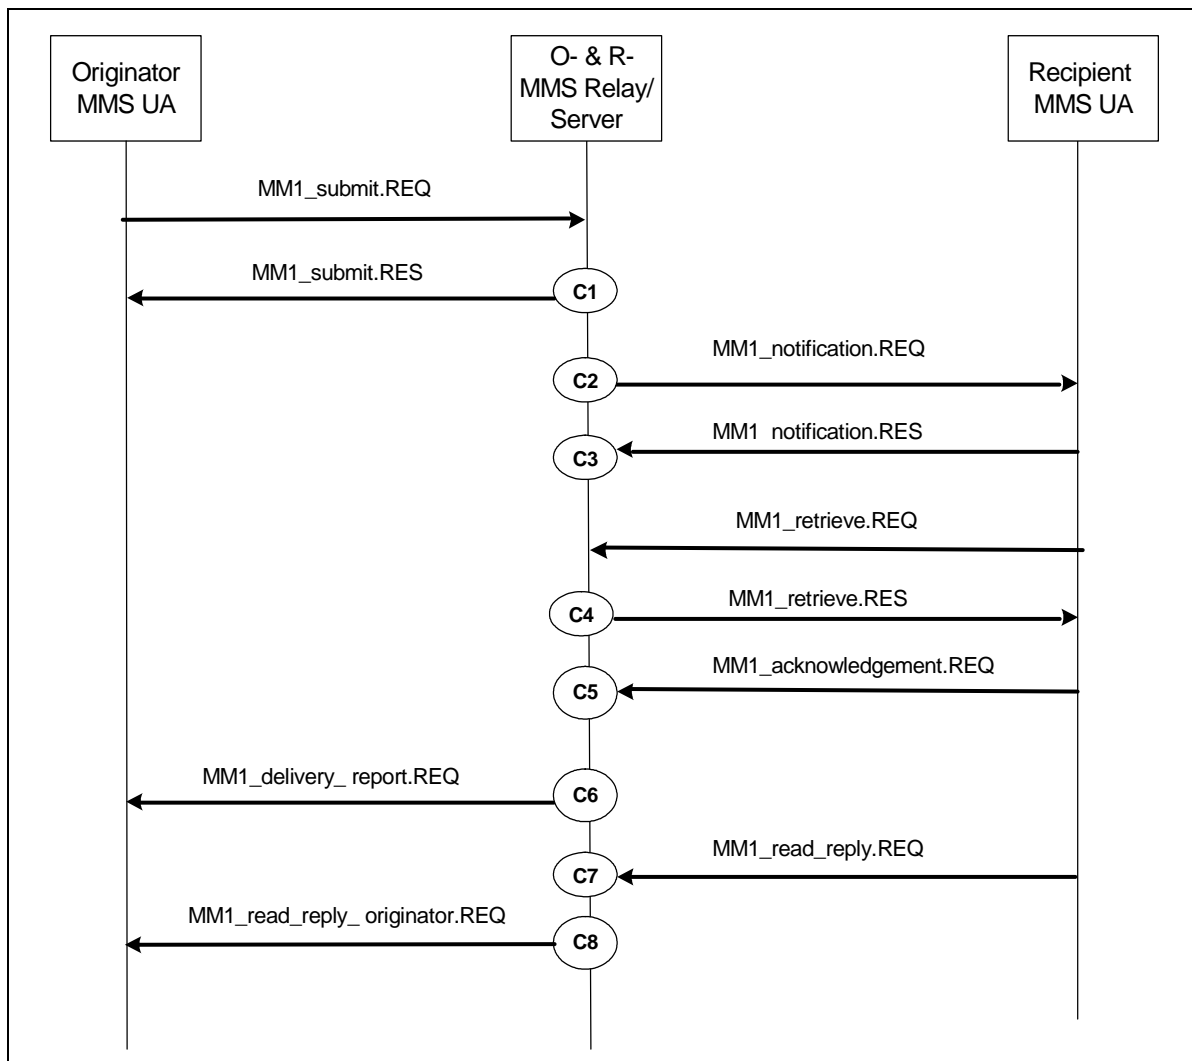 Originator
MMS UA
O- & R-
MMS Relay/
Server
Recipient
MMS UA
MM1_submit.REQ
MM1_submit.RES
C1
MM1_notification.REQ
C2
MM1 notification.RES
C3
MM1_retrieve.REQ
MM1_retrieve.RES
C4
MM1_acknowledgement.REQ
C5
MM1_delivery_ report.REQ
C6
MM1_read_reply.REQ
C7
MM1_read_reply_ originator.REQ
C8